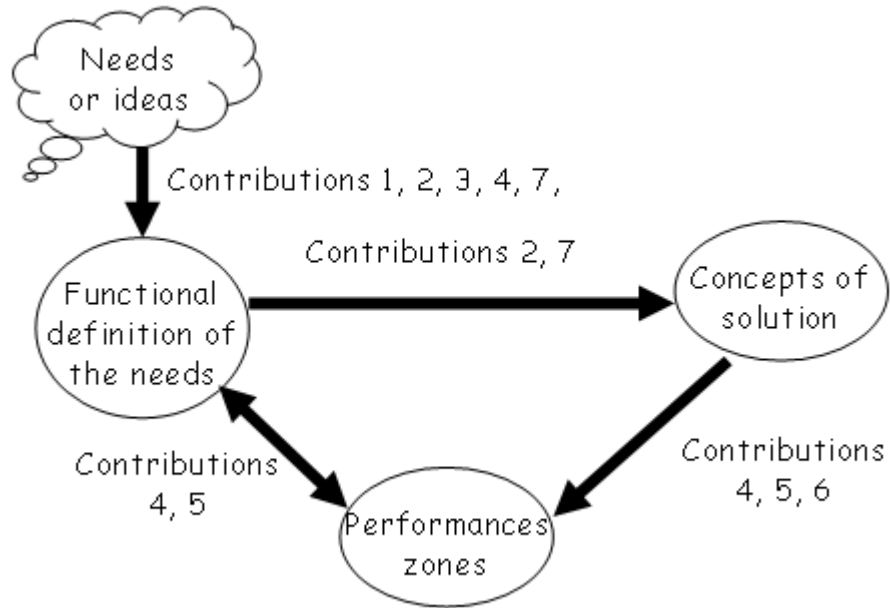 Needs
or ideas
Contributions 1, 2, 3, 4, 7,
Contributions 2, 7
Functional
definition of
the needs
Concepts of
solution
Contributions
4, 5
Contributions
4, 5, 6
Performances
zones